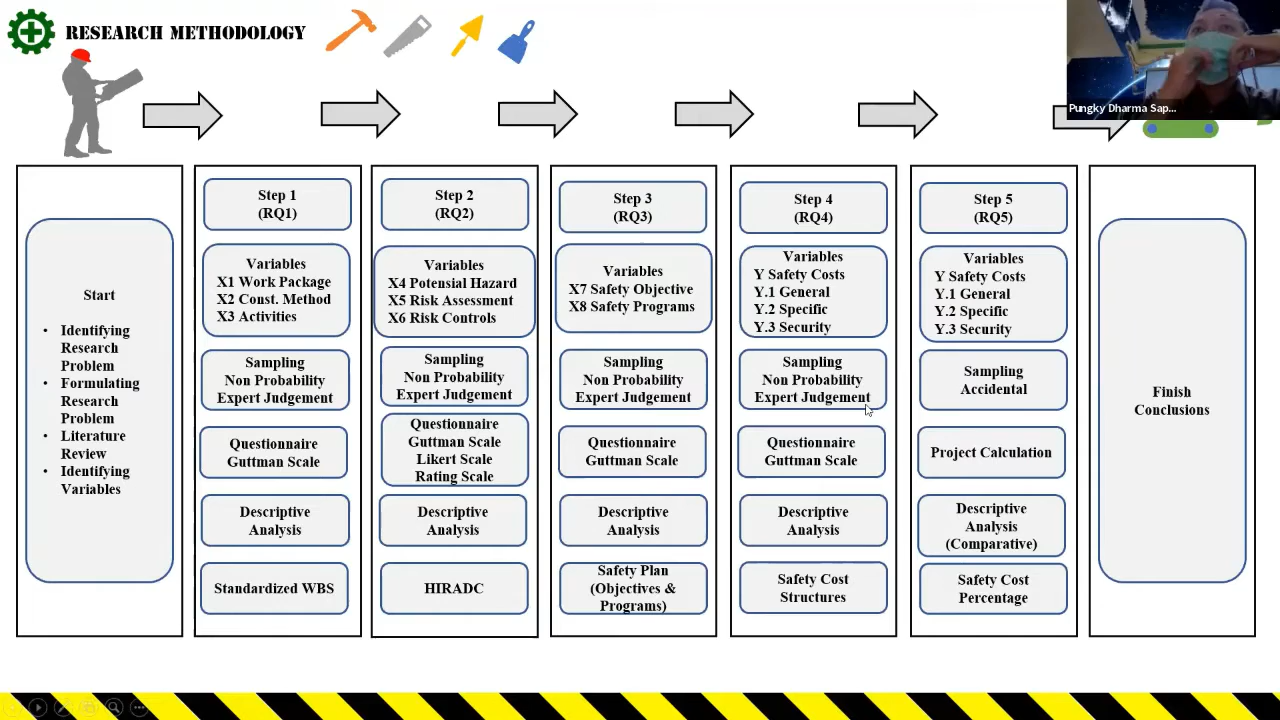 RESEARCH METHODOLOGY
Pungky Dharma Sap...
Start
• Identifying
Research
Problem
• Formulating
Research
Problem
• Literature
Review
• Identifying
Variables
Step 1
(RQ1)
Variables
X1 Work Package
X2 Const. Method
X3 Activities
Sampling
Non Probability
Expert Judgement
Questionnaire
Guttman Scale
Descriptive
Analysis
Standardized WBS
Step 2
(RQ2)
Variables
X4 Potensial Hazard
X5 Risk Assessment
X6 Risk Controls
Sampling
Non Probability
Expert Judgement
Questionnaire
Guttman Scale
Likert Scale
Rating Scale
Descriptive
Analysis
HIRADC
Step 3
(RQ3)
Variables
X7 Safety Objective
X8 Safety Programs
Sampling
Non Probability
Expert Judgement
Questionnaire
Guttman Scale
Descriptive
Analysis
Safety Plan
(Objectives &
Programs)
Step 4
(RQ4)
Variables
Y Safety Costs
Y.1 General
Y.2 Specific
Y.3 Security
Sampling
Non Probability
Expert Judgement
Questionnaire
Guttman Scale
Descriptive
Analysis
Safety Cost
Structures
Step 5
(RQ5)
Variables
Y Safety Costs
Y.1 General
Y.2 Specific
Y.3 Security
Sampling
Accidental
Project Calculation
Descriptive
Analysis
(Comparative)
Safety Cost
Percentage
Finish
Conclusions